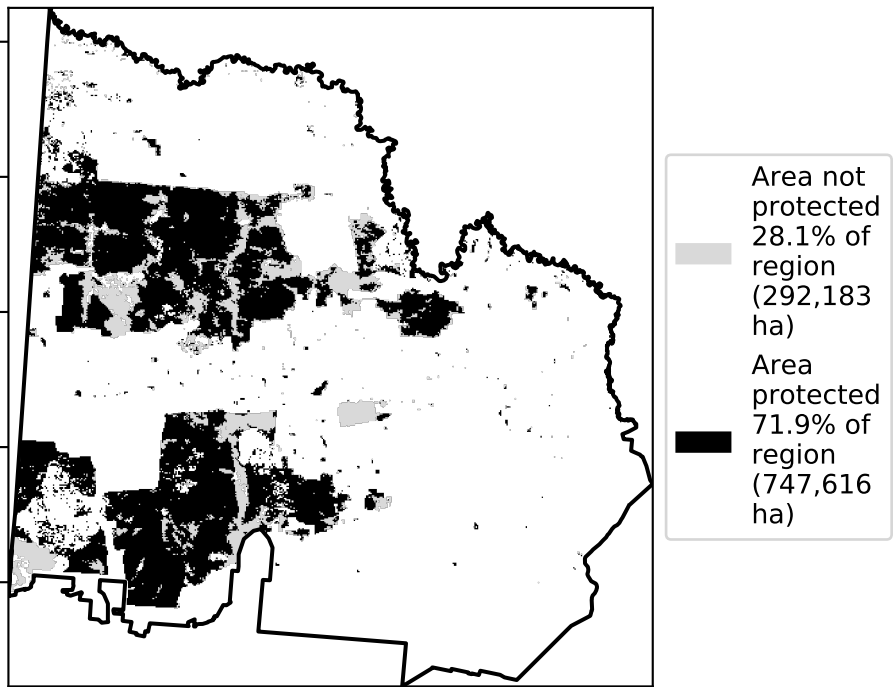 Area not
protected
28.1% of
region
(292,183
ha)
Area
protected
71.9% of
region
(747,616
ha)